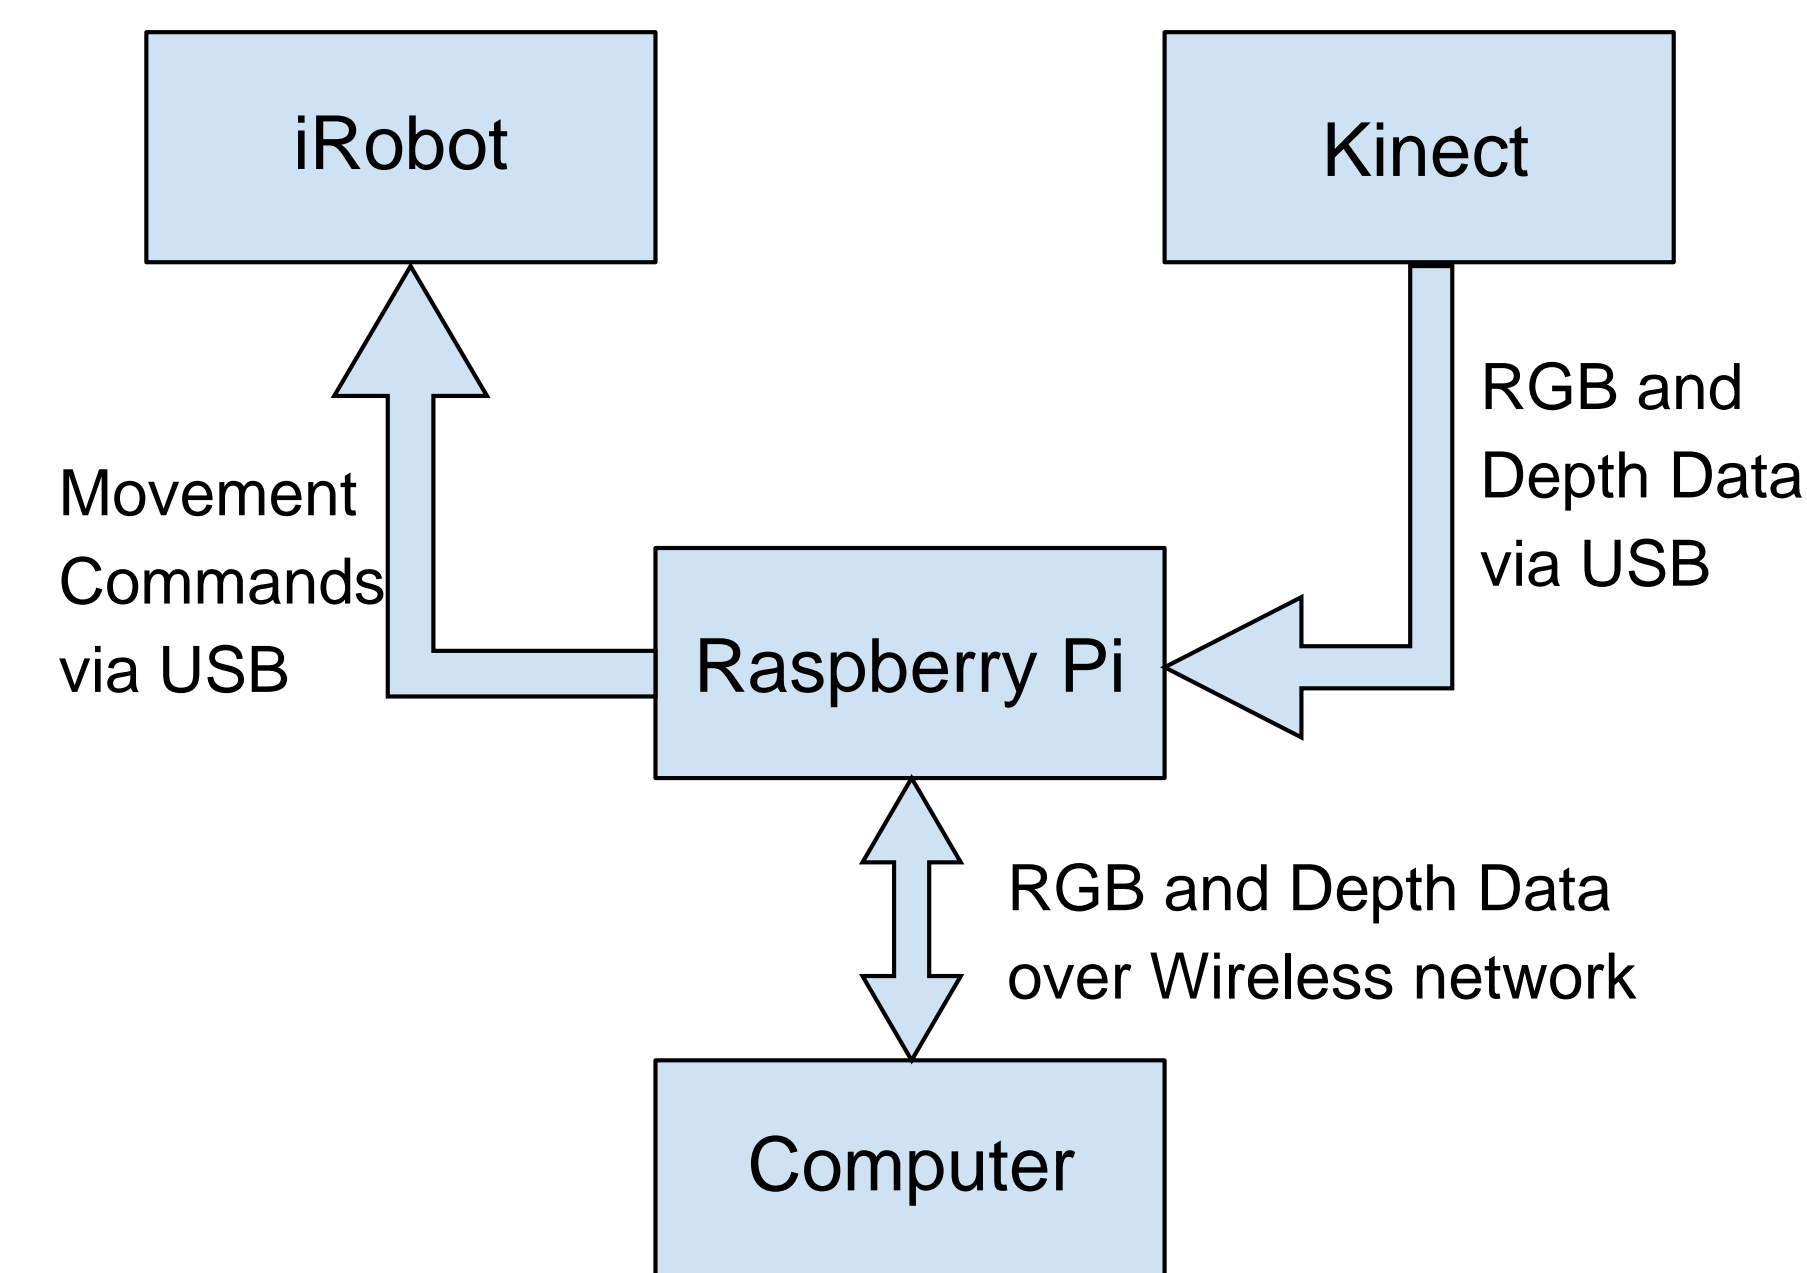 iRobot
Kinect
RGB and
Depth Data
via USB
Movement
Commands
via USB
Raspberry Pi
RGB and Depth Data
over Wireless network
Computer